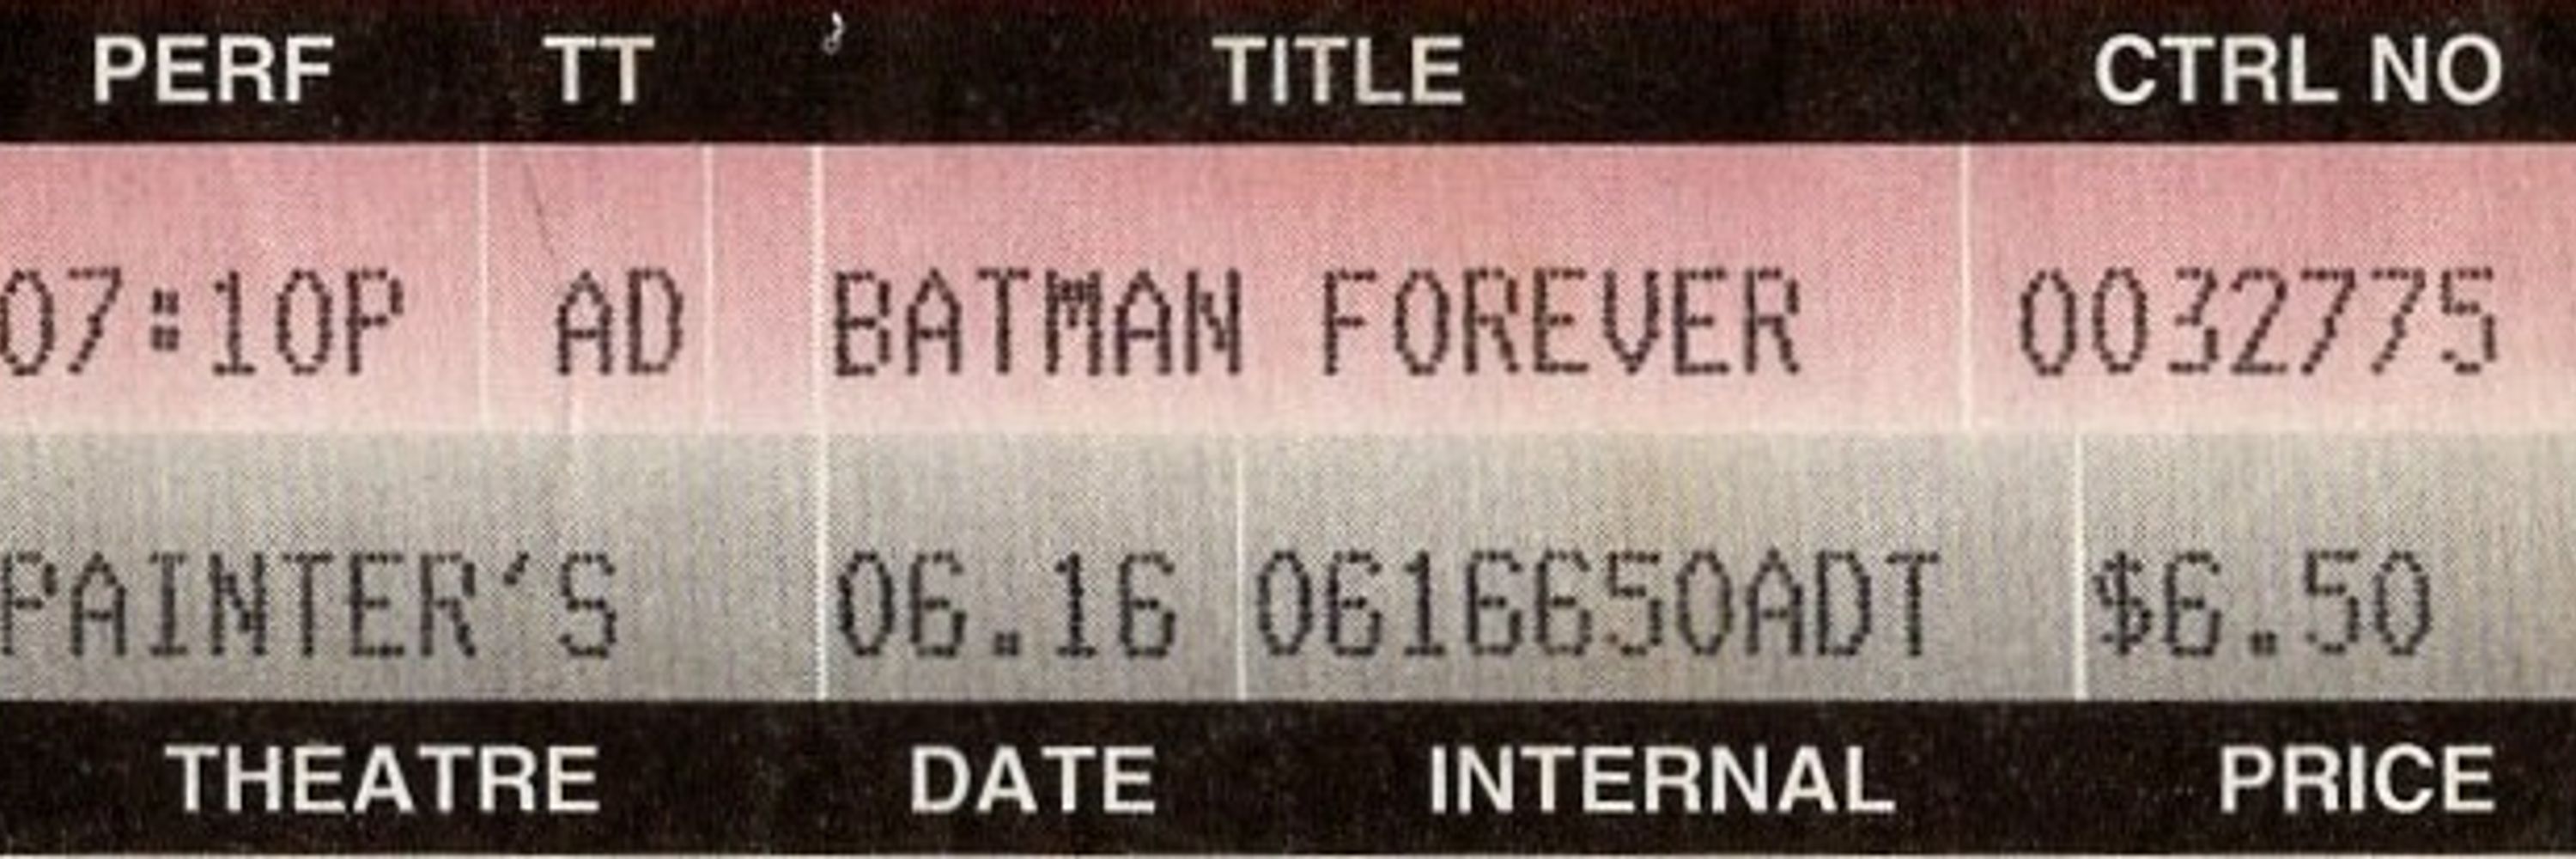 PERF TT TITLE CTRL NO
07:10P AD BATMAN FOREVER 0032775
PAINTER'S 06.16 0616650ADT $6.50
THEATRE DATE INTERNAL PRICE